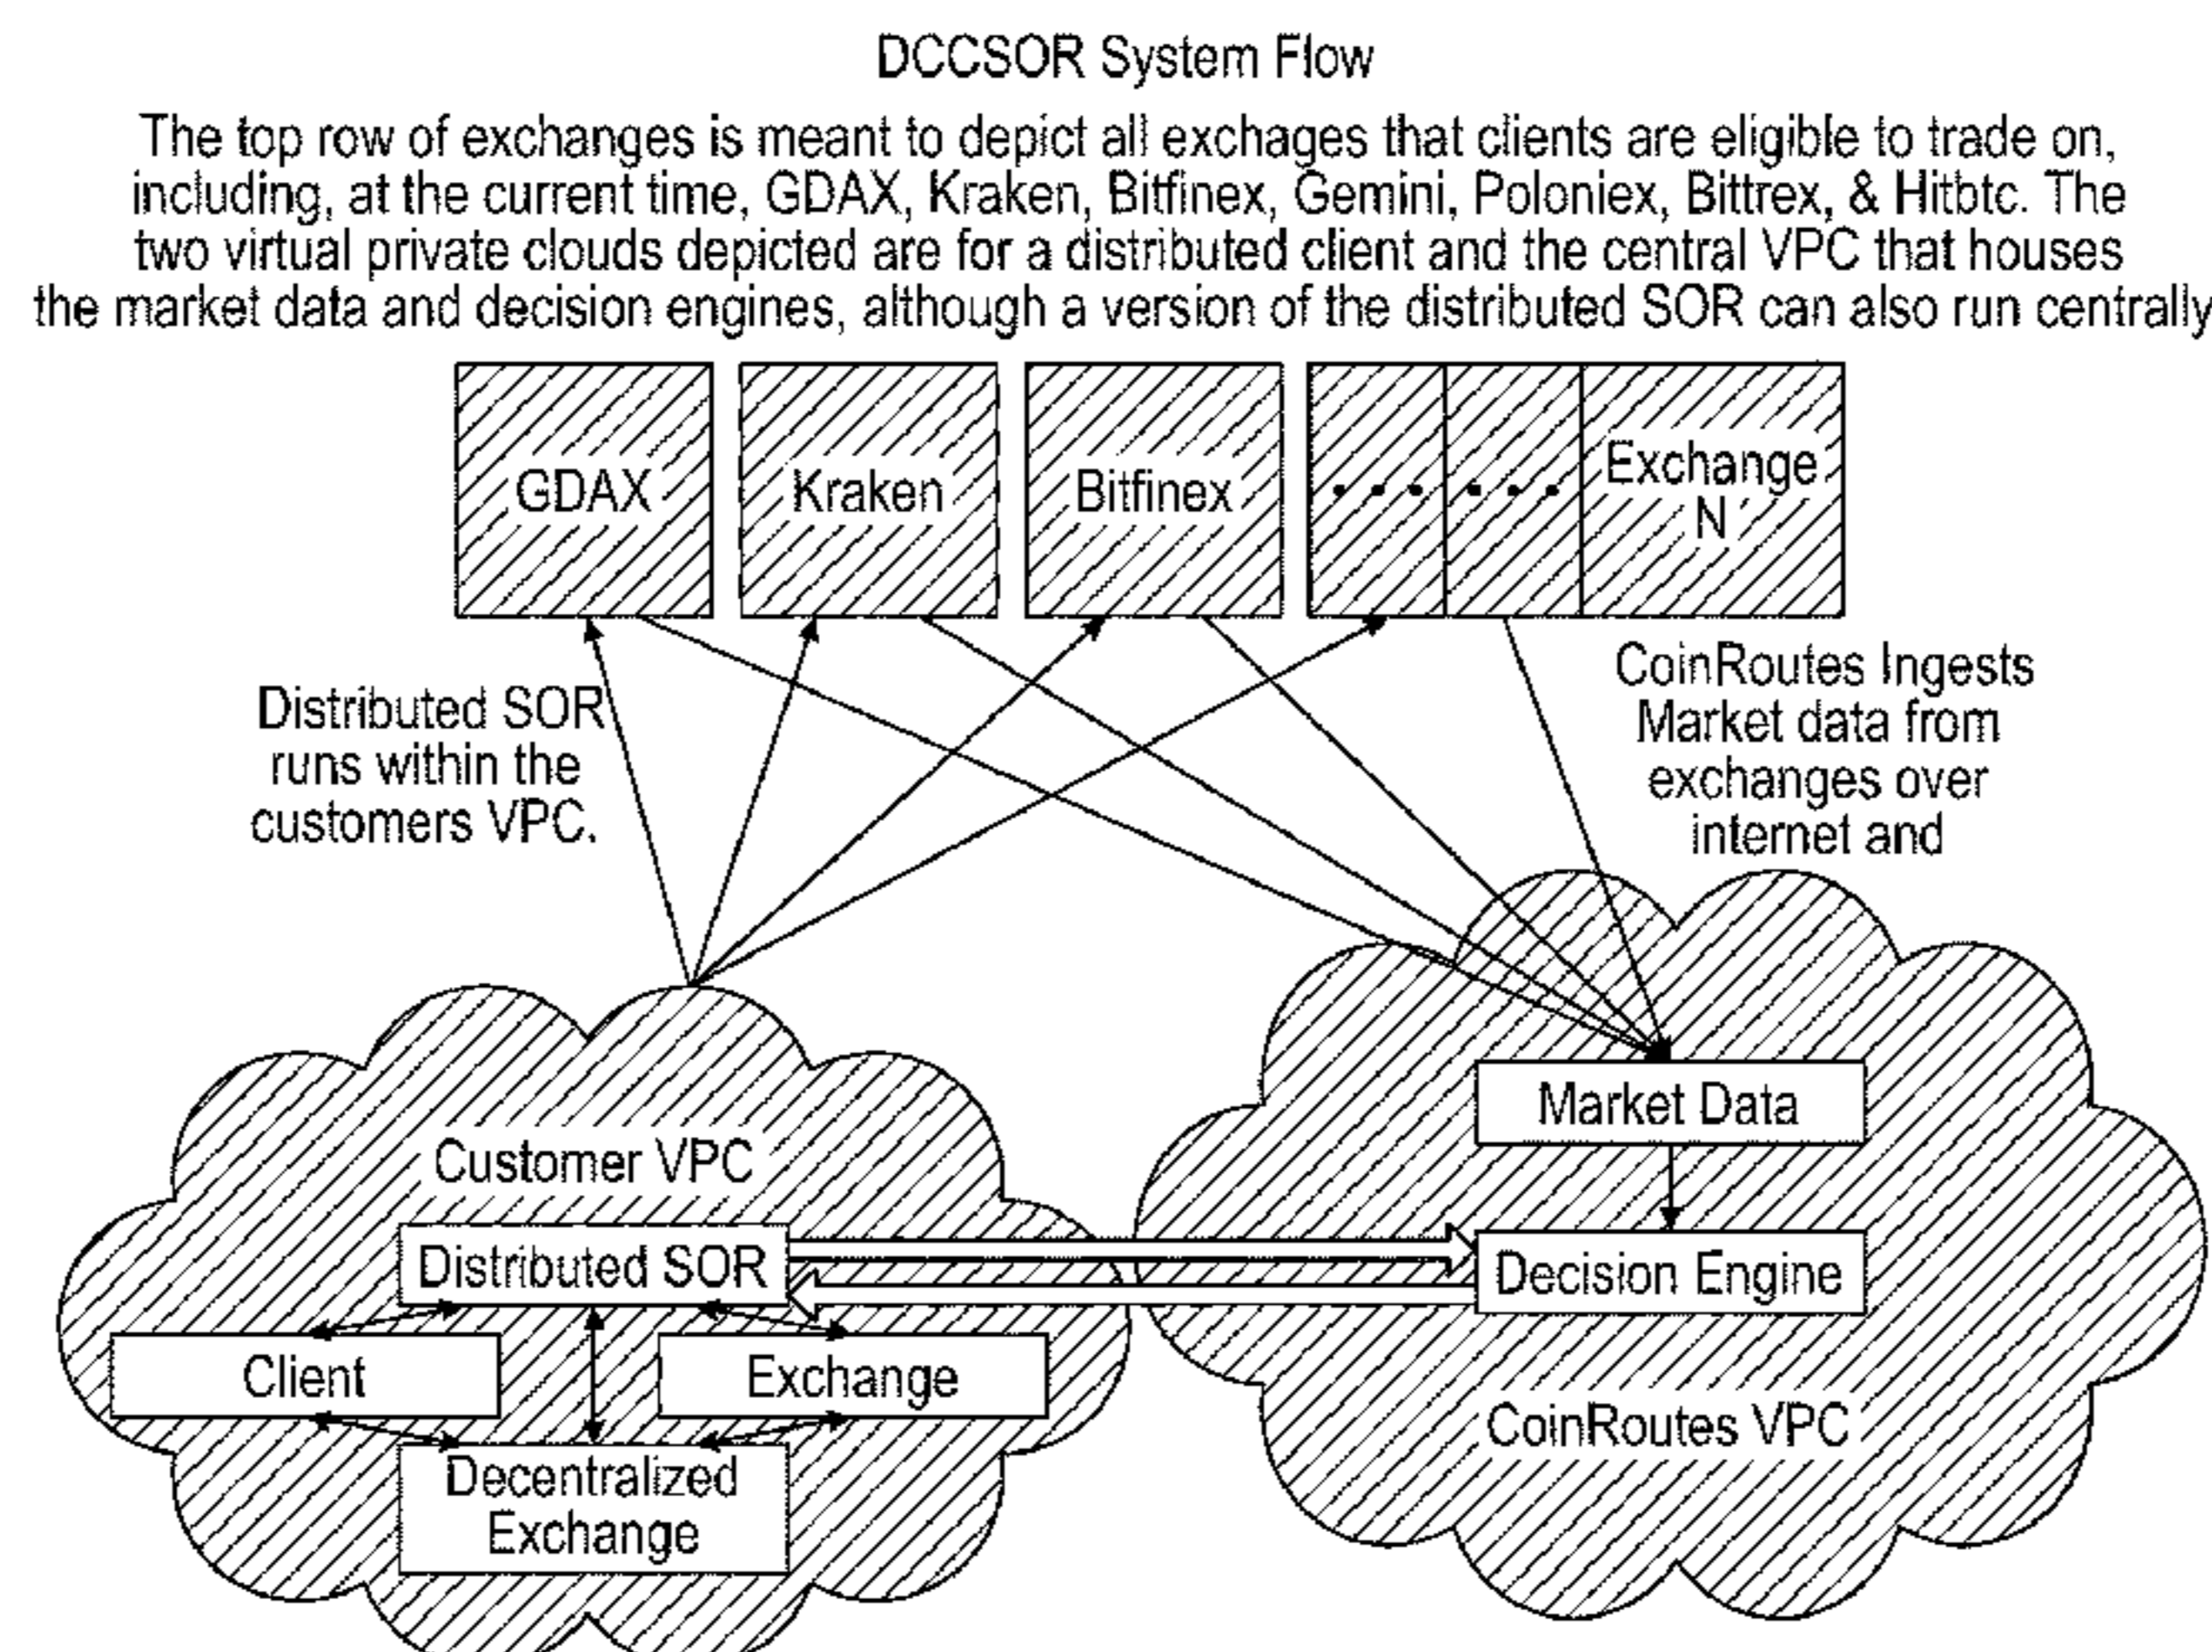 DCCSOR System Flow
The top row of exchanges is meant to depict all exchages that clients are eligible to trade on,
including, at the current time, GDAX, Kraken, Bitfinex, Gemini, Poloniex, Bittrex, & Hitbtc. The
two virtual private clouds depicted are for a distributed client and the central VPC that houses
the market data and decision engines, although a version of the distributed SOR can also run centrally
GDAX
Kraken
Bitfinex
. . .
. . .
Exchange
N
Distributed SOR
runs within the
customers VPC.
CoinRoutes Ingests
Market data from
exchanges over
internet and
Customer VPC
Distributed SOR
Client
Exchange
Decentralized
Exchange
Market Data
Decision Engine
CoinRoutes VPC